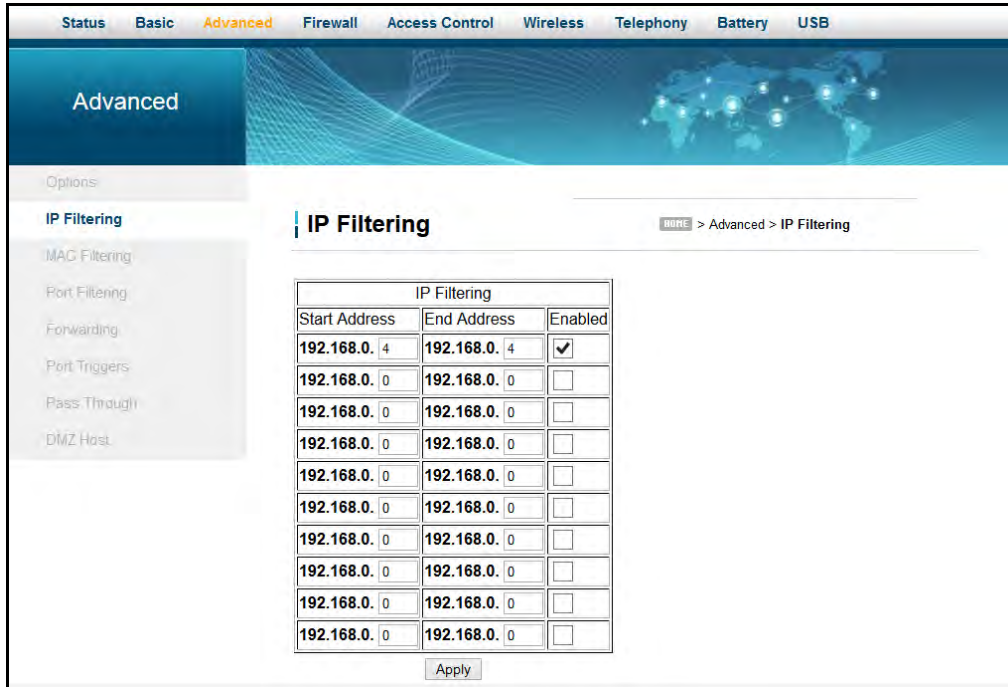 Status Basic Advanced Firewall Access Control Wireless Telephony Battery USB
Advanced
Options
IP Filtering
MAC Filtering
Port Filtering
Forwarding
Port Triggers
Pass Through
DMZ Host
IP Filtering
HOME > Advanced > IP Filtering
IP Filtering
Start Address End Address Enabled
192.168.0. 4 192.168.0. 4
192.168.0. 0 192.168.0. 0
192.168.0. 0 192.168.0. 0
192.168.0. 0 192.168.0. 0
192.168.0. 0 192.168.0. 0
192.168.0. 0 192.168.0. 0
192.168.0. 0 192.168.0. 0
192.168.0. 0 192.168.0. 0
192.168.0. 0 192.168.0. 0
192.168.0. 0 192.168.0. 0
Apply